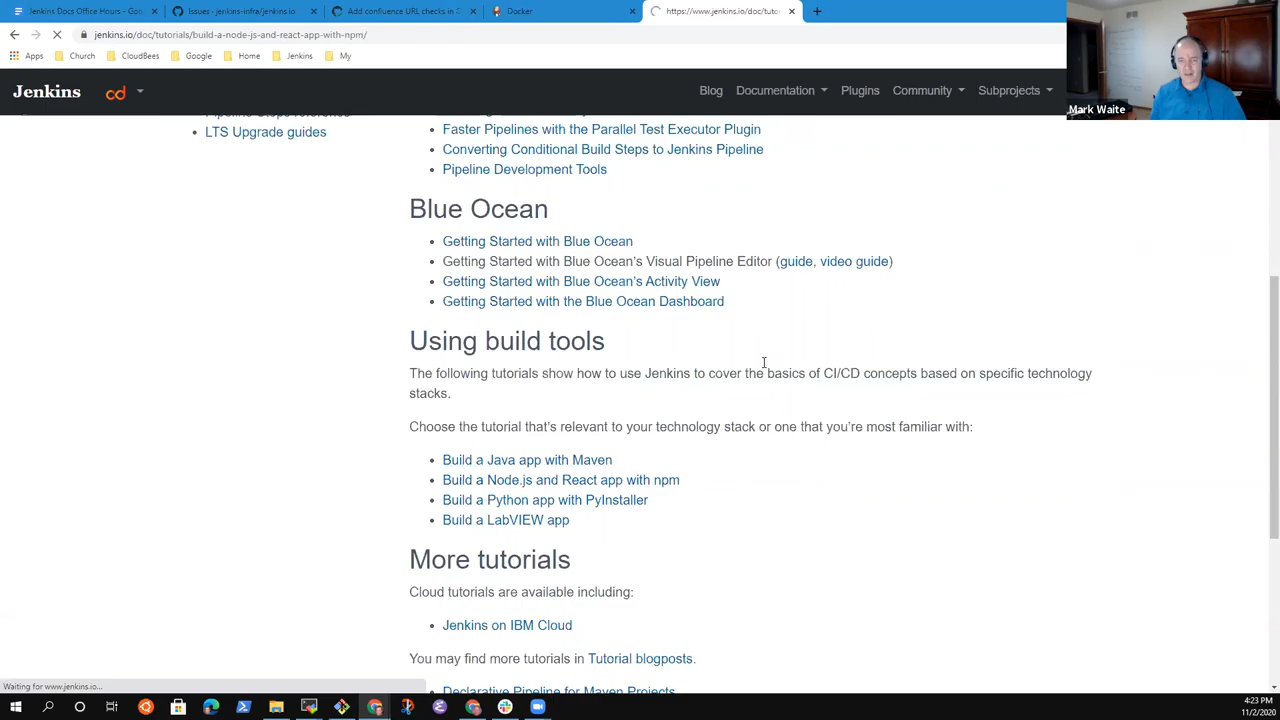 Jenkins Docs Office Hours - Goo
Issues · jenkins-infra/jenkins.io
Add confluence URL checks in
Docker
https://www.jenkins.io/doc/tuto
jenkins.io/doc/tutorials/build-a-node-js-and-react-app-with-npm/
Apps
Church
CloudBees
Google
Home
Jenkins
My
Jenkins
cd
Blog
Documentation
Plugins
Community
Subprojects
Mark Waite
LTS Upgrade guides
Faster Pipelines with the Parallel Test Executor Plugin
Converting Conditional Build Steps to Jenkins Pipeline
Pipeline Development Tools
Blue Ocean
Getting Started with Blue Ocean
Getting Started with Blue Ocean's Visual Pipeline Editor (guide, video guide)
Getting Started with Blue Ocean's Activity View
Getting Started with the Blue Ocean Dashboard
Using build tools
The following tutorials show how to use Jenkins to cover the basics of CI/CD concepts based on specific technology
stacks.
Choose the tutorial that's relevant to your technology stack or one that you're most familiar with:
Build a Java app with Maven
Build a Node.js and React app with npm
Build a Python app with PyInstaller
Build a LabVIEW app
More tutorials
Cloud tutorials are available including:
Jenkins on IBM Cloud
You may find more tutorials in Tutorial blogposts.
Declarative Pipeline for Maven Projects
Waiting for www.jenkins.io...
4:23 PM
11/2/2020